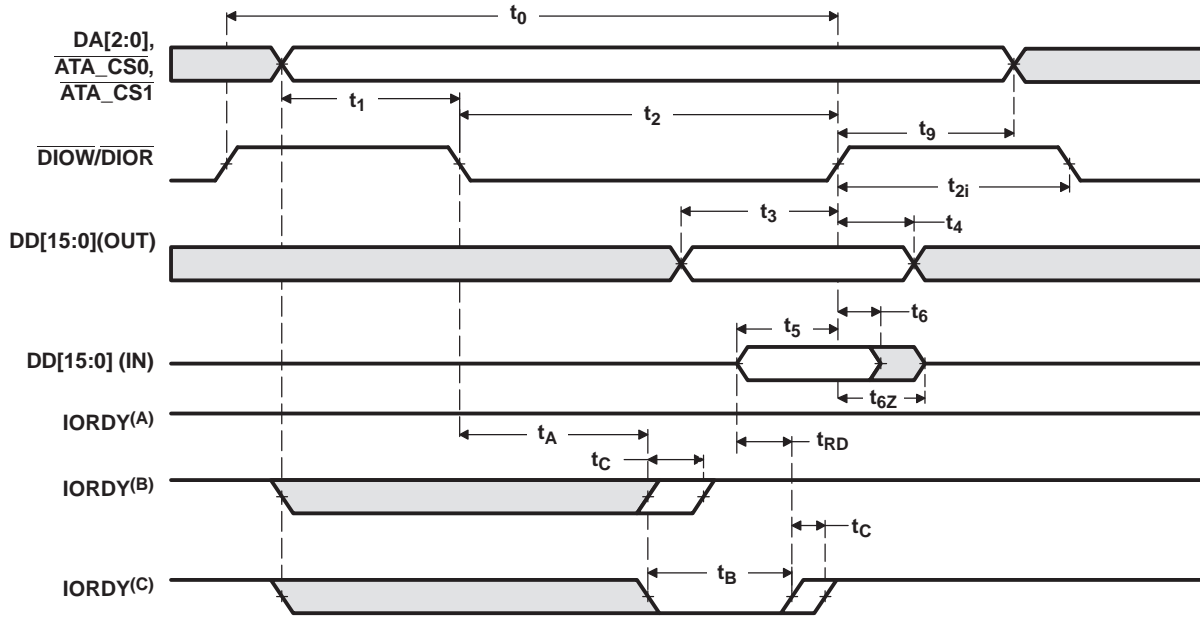 t0
DA[2:0],
ATA_CS0,
ATA_CS1
t1
t2
t9
DIOW/DIOR
t2i
t3
t4
DD[15:0](OUT)
t6
t5
DD[15:0] (IN)
t6Z
IORDY(A)
tA
tRD
tC
IORDY(B)
tC
tB
IORDY(C)